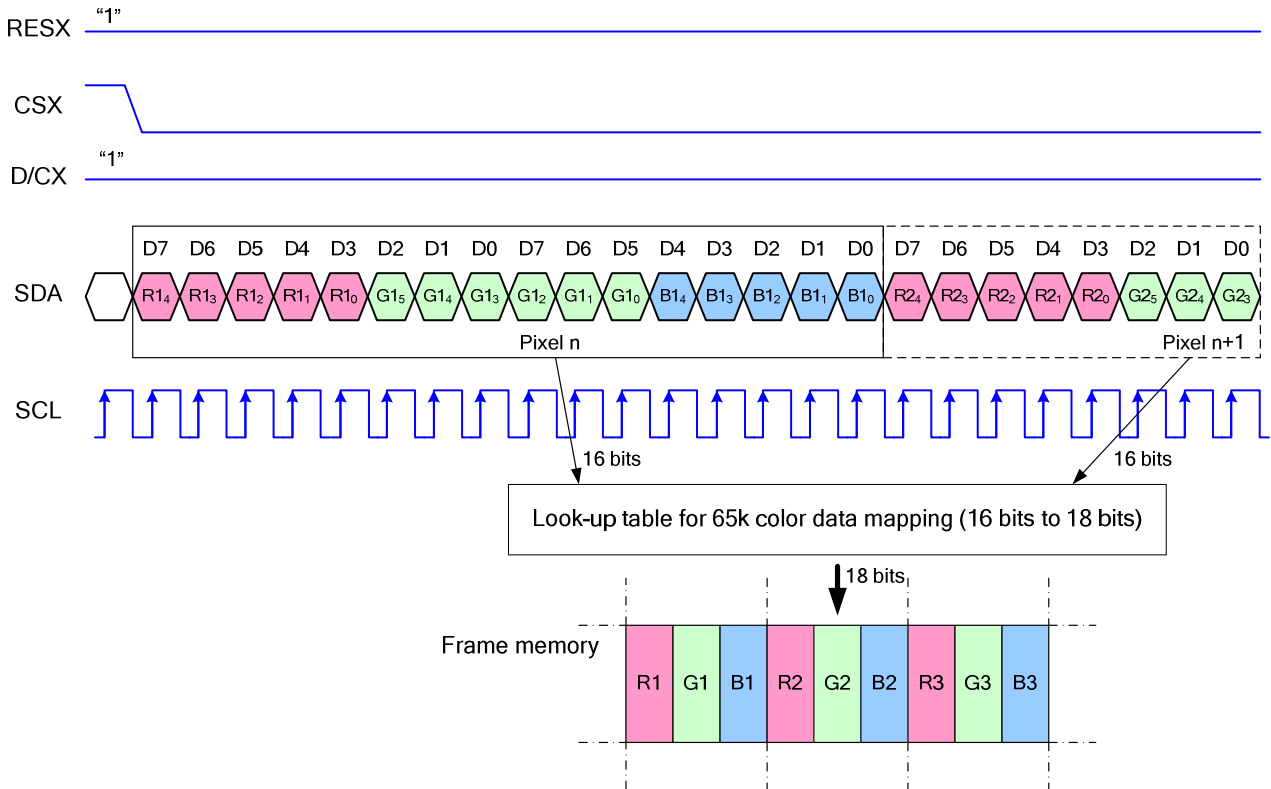 RESX “1”
CSX
D/CX “1”
D7 D6 D5 D4 D3 D2 D1 D0 D7 D6 D5 D4 D3 D2 D1 D0 D7 D6 D5 D4 D3 D2 D1 D0
SDA R1₄ R1₃ R1₂ R1₁ R1₀ G1₅ G1₄ G1₃ G1₂ G1₁ G1₀ B1₄ B1₃ B1₂ B1₁ B1₀ R2₄ R2₃ R2₂ R2₁ R2₀ G2₅ G2₄ G2₃
Pixel n Pixel n+1
SCL
16 bits 16 bits
Look-up table for 65k color data mapping (16 bits to 18 bits)
18 bits
Frame memory
R1 G1 B1 R2 G2 B2 R3 G3 B3